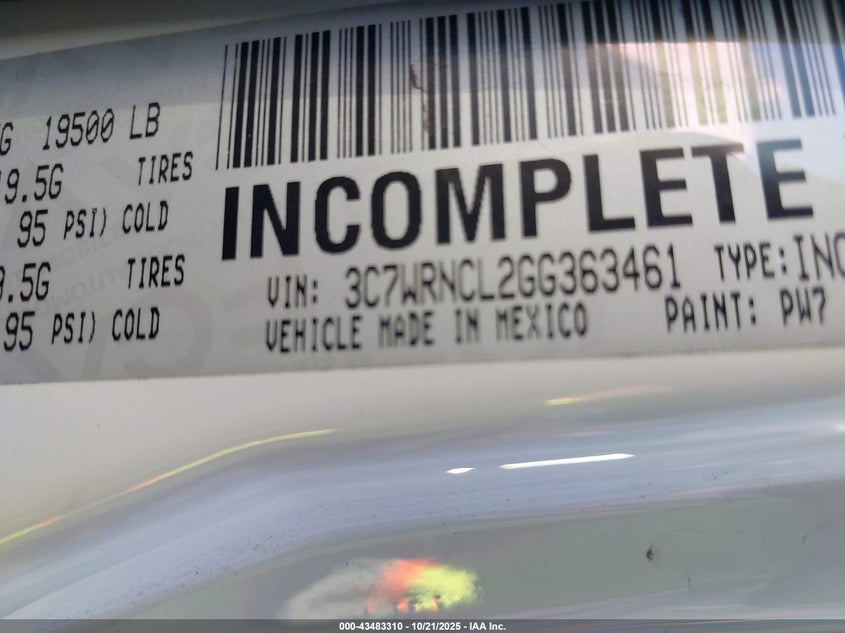 G 19500 LB
19.5G TIRES
95 PSI) COLD
9.5G TIRES
95 PSI) COLD
INCOMPLETE
VIN: 3C7WRNCL2GG363461 TYPE: INC
VEHICLE MADE IN MEXICO PAINT: PW7
000-43483310 - 10/21/2025 - IAA Inc.